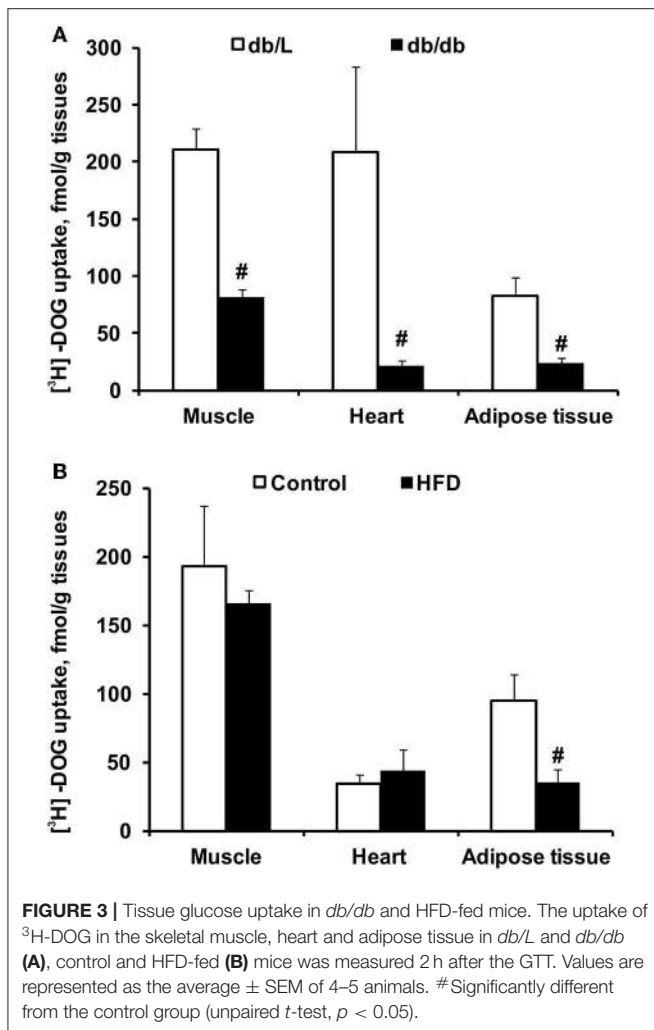 A
db/L db/db
300
250
200
150
100
50
0
[³H] -DOG uptake, fmol/g tissues
# # #
Muscle Heart Adipose tissue
B
Control HFD
250
200
150
100
50
0
[³H] -DOG uptake, fmol/g tissues
#
Muscle Heart Adipose tissue
FIGURE 3 | Tissue glucose uptake in db/db and HFD-fed mice. The uptake of
³H-DOG in the skeletal muscle, heart and adipose tissue in db/L and db/db
(A), control and HFD-fed (B) mice was measured 2 h after the GTT. Values are
represented as the average ± SEM of 4–5 animals. #Significantly different
from the control group (unpaired t-test, p < 0.05).